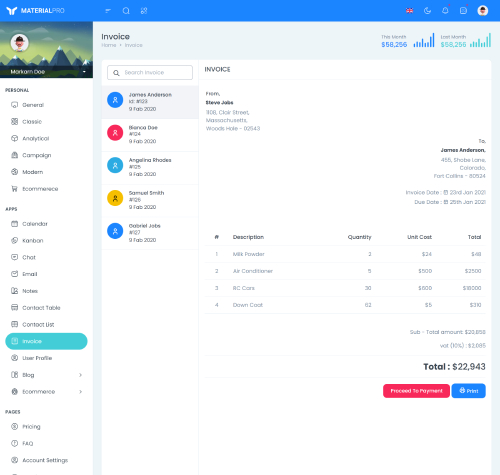 MATERIALPRO
Markarn Doe
PERSONAL
General
Classic
Analytical
Campaign
Modern
Ecommerece
APPS
Calendar
Kanban
Chat
Email
Notes
Contact Table
Contact List
Invoice
User Profile
Blog
Ecommerce
PAGES
Pricing
FAQ
Account Settings
Invoice
Home
Invoice
This Month
$58,256
Last Month
$58,256
Search Invoice
James Anderson
Id: #123
9 Feb 2020
Bianca Doe
#124
9 Feb 2020
Angelina Rhodes
#125
9 Feb 2020
Samuel Smith
#126
9 Feb 2020
Gabriel Jobs
#127
9 Feb 2020
INVOICE
From,
Steve Jobs
1108, Clair Street,
Massachusetts,
Woods Hole - 02543
To,
James Anderson,
455, Shobe Lane,
Colorado,
Fort Collins - 80524
Invoice Date : 23rd Jan 2021
Due Date : 25th Jan 2021
# Description Quantity Unit Cost Total
1 Milk Powder 2 $24 $48
2 Air Conditioner 5 $500 $2500
3 RC Cars 30 $600 $18000
4 Down Coat 62 $5 $310
Sub - Total amount: $20,858
vat (10%) : $2,085
Total : $22,943
Proceed To Payment
Print